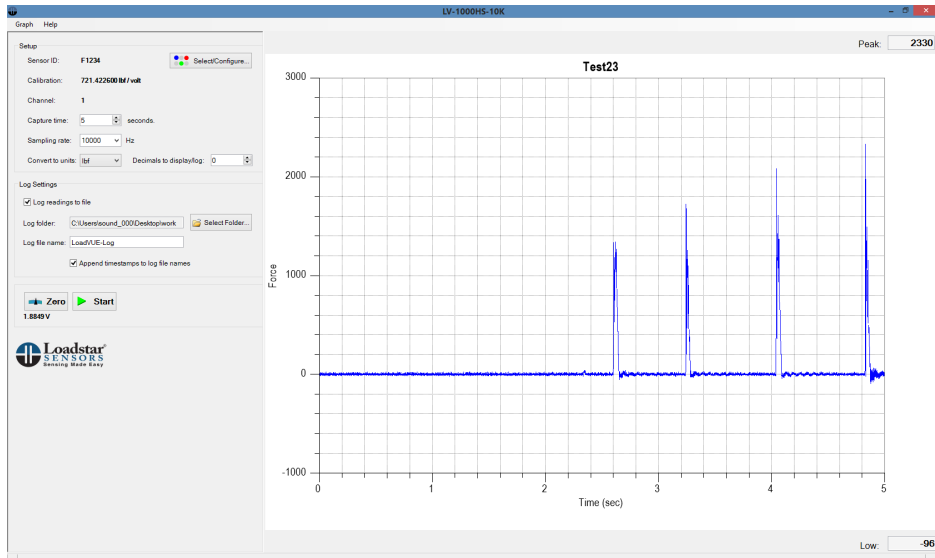 LV-1000HS-10K
Graph Help
Setup
Sensor ID: F1234 Select/Configure...
Calibration: 721.422600 lbf / volt
Channel: 1
Capture time: 5 seconds.
Sampling rate: 10000 Hz
Convert to units: lbf Decimals to display/log: 0
Log Settings
Log readings to file
Log folder: C:\Users\sound_000\Desktop\work Select Folder...
Log file name: LoadVUE-Log
Append timestamps to log file names
Zero Start
1.8849 V
Loadstar
SENSORS
Sensing Made Easy
Peak: 2330
Test23
3000
2000
1000
0
-1000
Force
0 1 2 3 4 5
Time (sec)
Low: -96